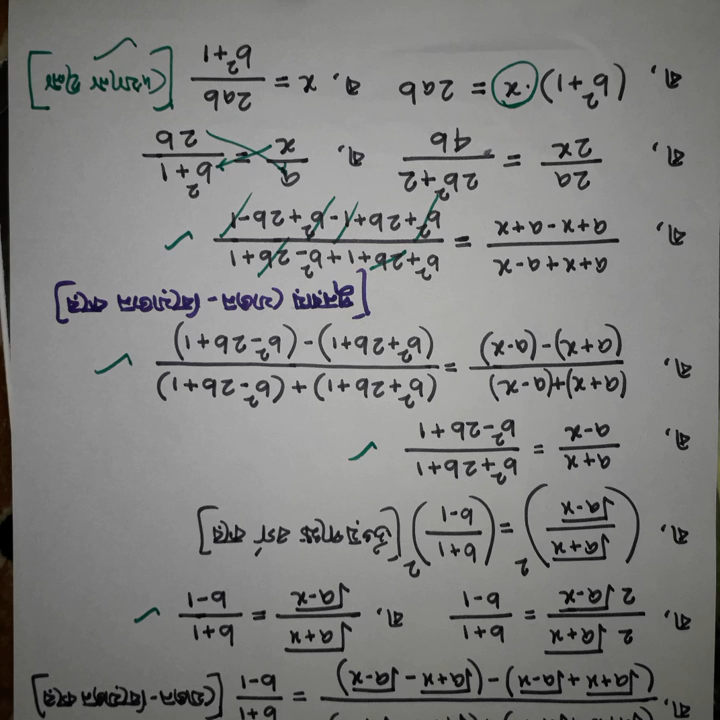 বা, (√a+x + √a-x) - (√a+x - √a-x) = (b+1)/(b-1) [যোজন-বিয়োজন করে]
বা, (2√a+x)/(2√a-x) = (b+1)/(b-1) বা, (√a+x)/(√a-x) = (b+1)/(b-1) ✓
বা, ((√a+x)/(√a-x))² = ((b+1)/(b-1))² [উভয় পক্ষকে বর্গ করে]
বা, (a+x)/(a-x) = (b²+2b+1)/(b²-2b+1) ✓
বা, ((a+x)+(a-x))/((a+x)-(a-x)) = ((b²+2b+1)+(b²-2b+1))/((b²+2b+1)-(b²-2b+1)) ✓
[পুনরায় যোজন-বিয়োজন করে]
বা, (a+x+a-x)/(a+x-a+x) = (b²+2b+1+b²-2b+1)/(b²+2b+1-b²+2b-1) ✓
বা, 2a/2x = (2b²+2)/4b বা, a/x = (b²+1)/2b
বা, (b²+1)·x = 2ab বা, x = 2ab/(b²+1) ✓